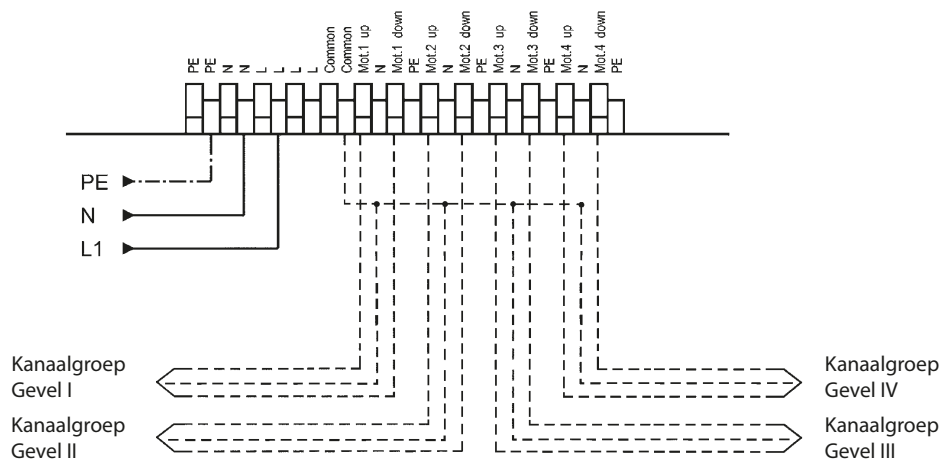 PE
PE
N
N
L
L
L
L
Common
Common
Mot.1 up
N
Mot.1 down
PE
Mot.2 up
N
Mot.2 down
PE
Mot.3 up
N
Mot.3 down
PE
Mot.4 up
N
Mot.4 down
PE
PE
N
L1
Kanaalgroep
Gevel I
Kanaalgroep
Gevel II
Kanaalgroep
Gevel IV
Kanaalgroep
Gevel III